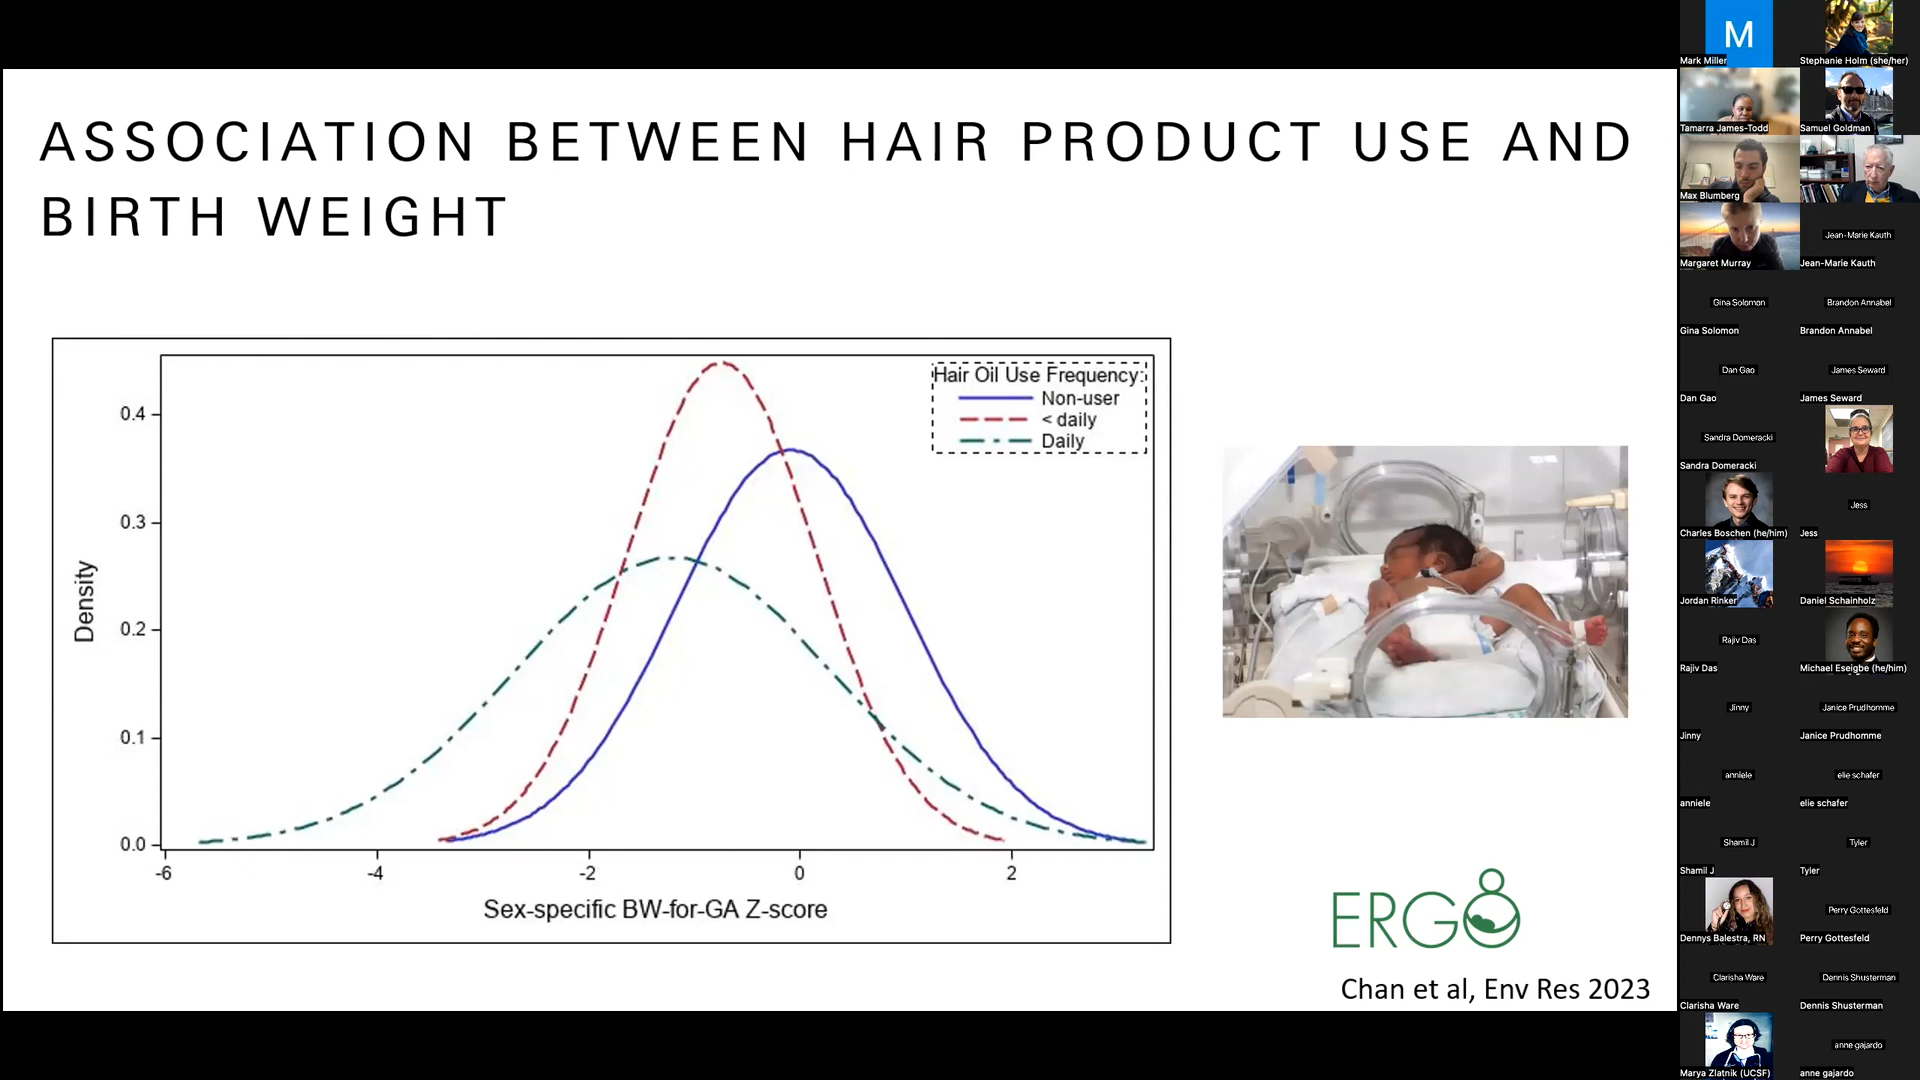 ASSOCIATION BETWEEN HAIR PRODUCT USE AND
BIRTH WEIGHT
Hair Oil Use Frequency:
Non-user
< daily
Daily
Density
0.4
0.3
0.2
0.1
0.0
-6
-4
-2
0
2
Sex-specific BW-for-GA Z-score
ERGO
Chan et al, Env Res 2023
M
Mark Miller
Stephanie Holm (she/her)
Tamarra James-Todd
Samuel Goldman
Max Blumberg
Margaret Murray
Jean-Marie Kauth
Jean-Marie Kauth
Gina Solomon
Gina Solomon
Brandon Annabel
Brandon Annabel
Dan Gao
Dan Gao
James Seward
James Seward
Sandra Domeracki
Sandra Domeracki
Charles Boschen (he/him)
Jess
Jess
Jordan Rinker
Daniel Schainholz
Rajiv Das
Rajiv Das
Michael Eseigbe (he/him)
Jinny
Jinny
Janice Prudhomme
Janice Prudhomme
anniele
anniele
elie schafer
elie schafer
Shamil J
Shamil J
Tyler
Tyler
Dennys Balestra, RN
Perry Gottesfeld
Perry Gottesfeld
Clarisha Ware
Clarisha Ware
Dennis Shusterman
Dennis Shusterman
Marya Zlatnik (UCSF)
anne gajardo
anne gajardo